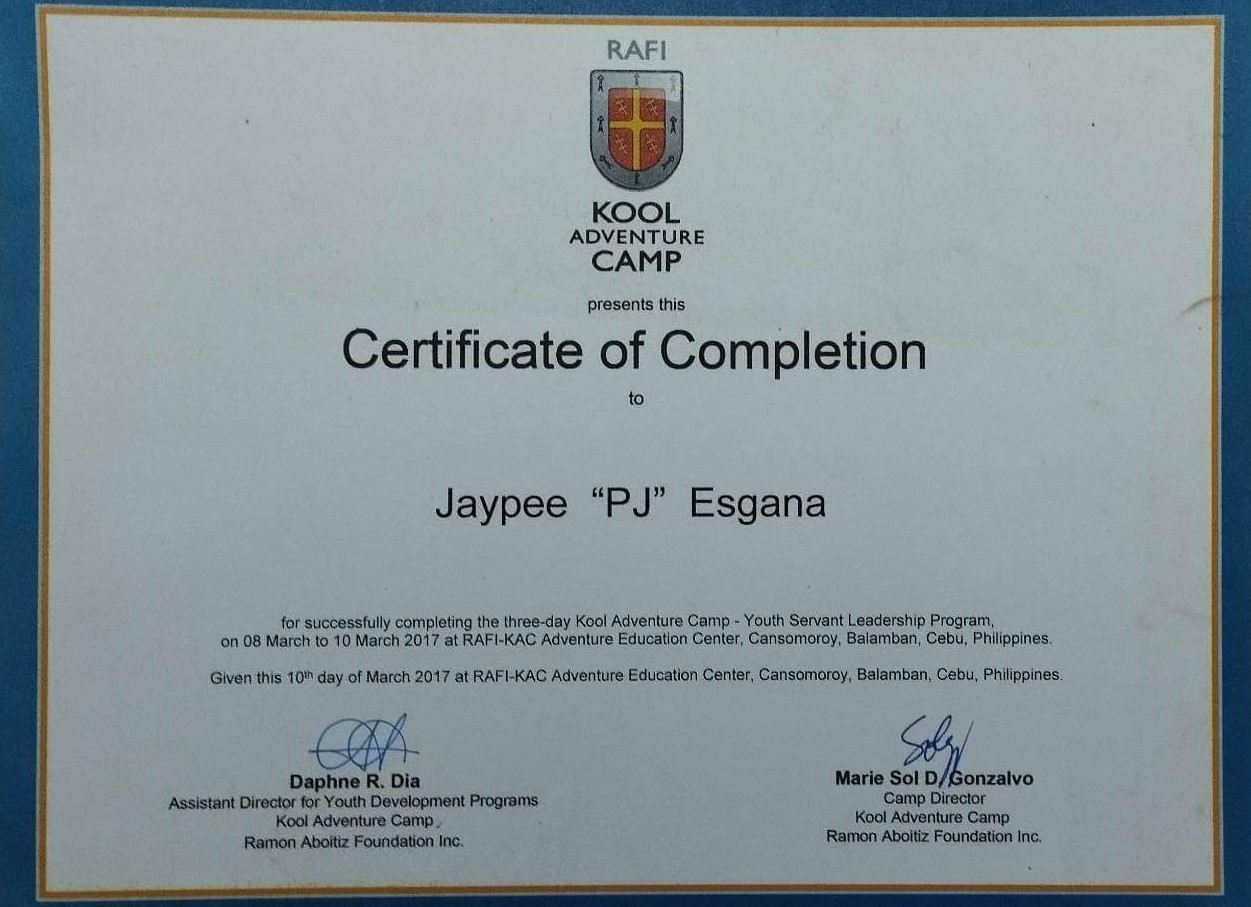 RAFI
KOOL
ADVENTURE
CAMP
presents this
Certificate of Completion
to
Jaypee “PJ” Esgana
for successfully completing the three-day Kool Adventure Camp - Youth Servant Leadership Program,
on 08 March to 10 March 2017 at RAFI-KAC Adventure Education Center, Cansomoroy, Balamban, Cebu, Philippines.
Given this 10th day of March 2017 at RAFI-KAC Adventure Education Center, Cansomoroy, Balamban, Cebu, Philippines.
Daphne R. Dia
Assistant Director for Youth Development Programs
Kool Adventure Camp
Ramon Aboitiz Foundation Inc.
Marie Sol D. Gonzalvo
Camp Director
Kool Adventure Camp
Ramon Aboitiz Foundation Inc.